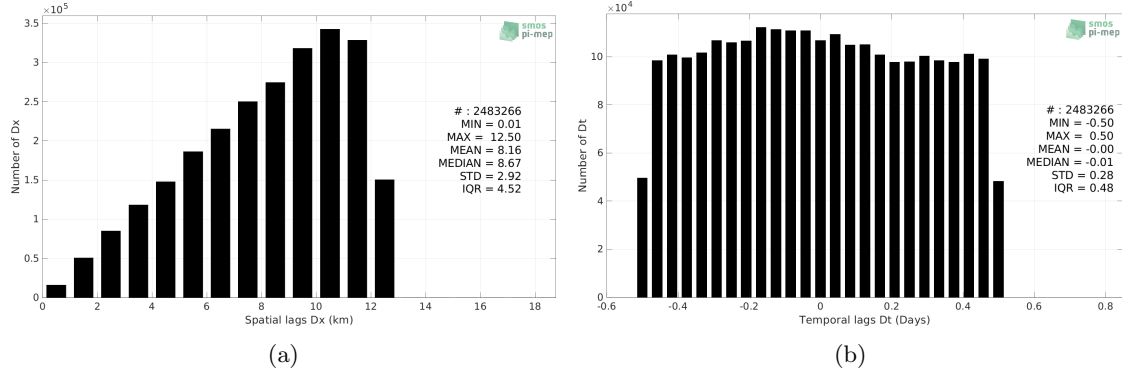 ×10^5
3.5
3
2.5
2
1.5
1
0.5
0
Number of Dx
smos
pi-mep
# : 2483266
MIN = 0.01
MAX = 12.50
MEAN = 8.16
MEDIAN = 8.67
STD = 2.92
IQR = 4.52
0 2 4 6 8 10 12 14 16 18
Spatial lags Dx (km)
(a)
×10^4
10
8
6
4
2
0
Number of Dt
smos
pi-mep
# : 2483266
MIN = -0.50
MAX = 0.50
MEAN = -0.00
MEDIAN = -0.01
STD = 0.28
IQR = 0.48
-0.6 -0.4 -0.2 0 0.2 0.4 0.6 0.8
Temporal lags Dt (Days)
(b)